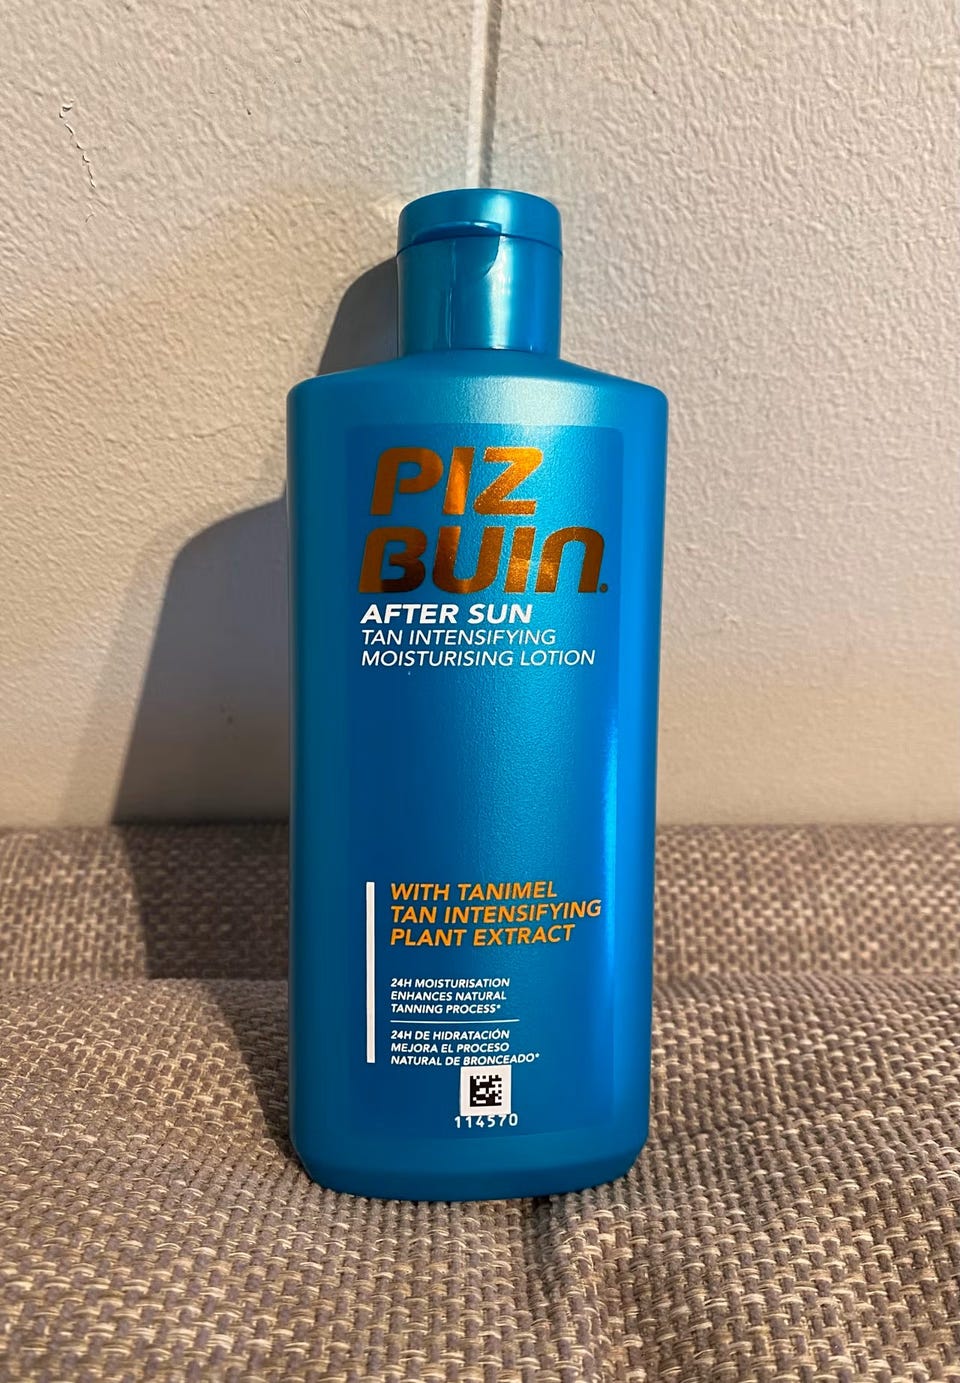 PIZ
BUIN.
AFTER SUN
TAN INTENSIFYING
MOISTURISING LOTION
WITH TANIMEL
TAN INTENSIFYING
PLANT EXTRACT
24H MOISTURISATION
ENHANCES NATURAL
TANNING PROCESS*
24H DE HIDRATACIÓN
MEJORA EL PROCESO
NATURAL DE BRONCEADO*
114570